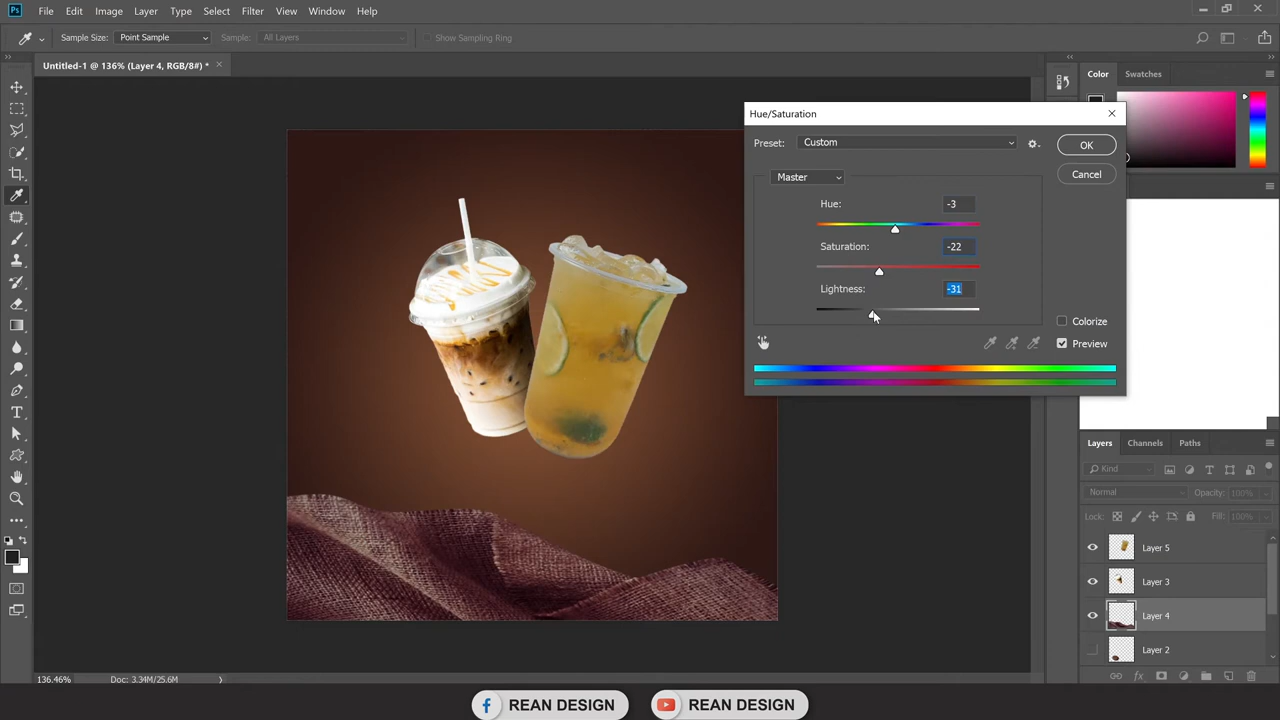 Ps File Edit Image Layer Type Select Filter 3D View Window Help
Sample Size: Point Sample Sample: All Layers Show Sampling Ring
Untitled-1 @ 136% (Layer 4, RGB/8#) * ×
Color Swatches
Hue/Saturation
Preset: Custom
OK
Master
Cancel
Hue: -3
Saturation: -22
Lightness: -31
Colorize
Preview
Layers Channels Paths
Kind
Normal Opacity: 100%
Lock: Fill: 100%
Layer 5
Layer 3
Layer 4
Layer 2
136.46% Doc: 3.34M/25.6M
REAN DESIGN REAN DESIGN